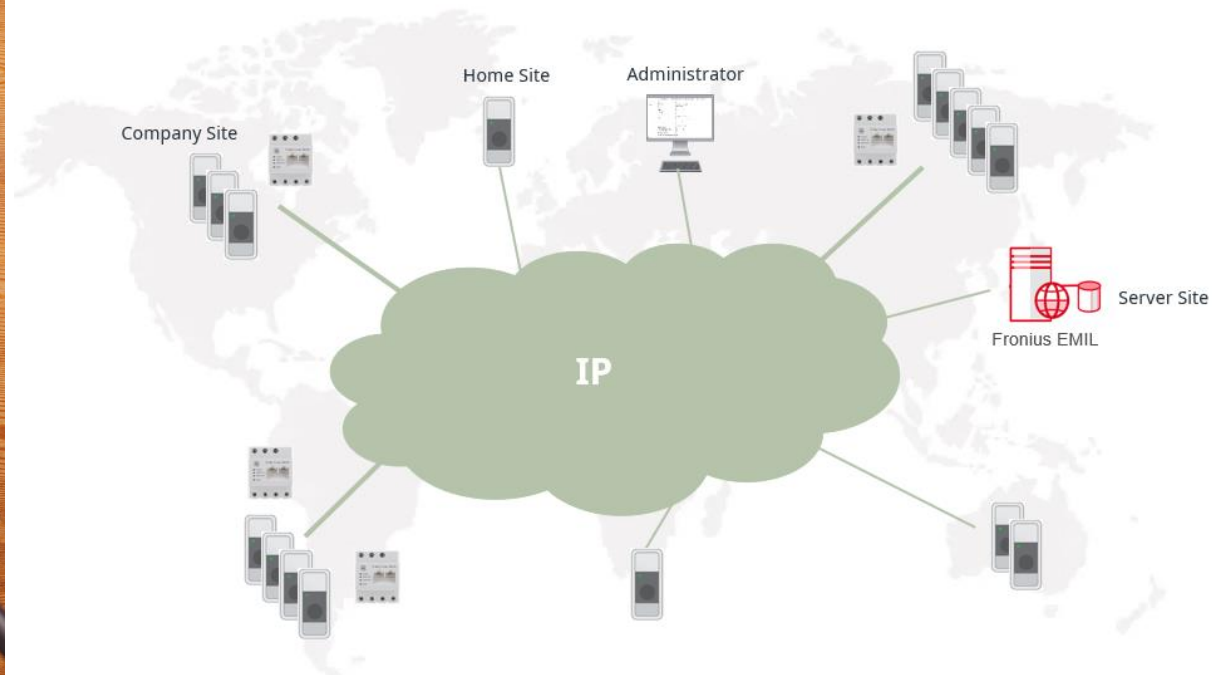 Home Site
Administrator
Company Site
Server Site
Fronius EMIL
IP